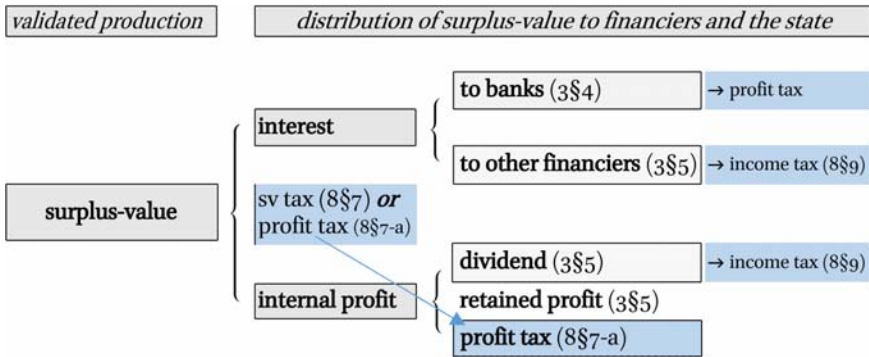 validated production
distribution of surplus-value to financiers and the state
to banks (3§4)
→ profit tax
interest
to other financiers (3§5)
→ income tax (8§9)
surplus-value
sv tax (8§7) or
profit tax (8§7-a)
dividend (3§5)
→ income tax (8§9)
internal profit
retained profit (3§5)
profit tax (8§7-a)